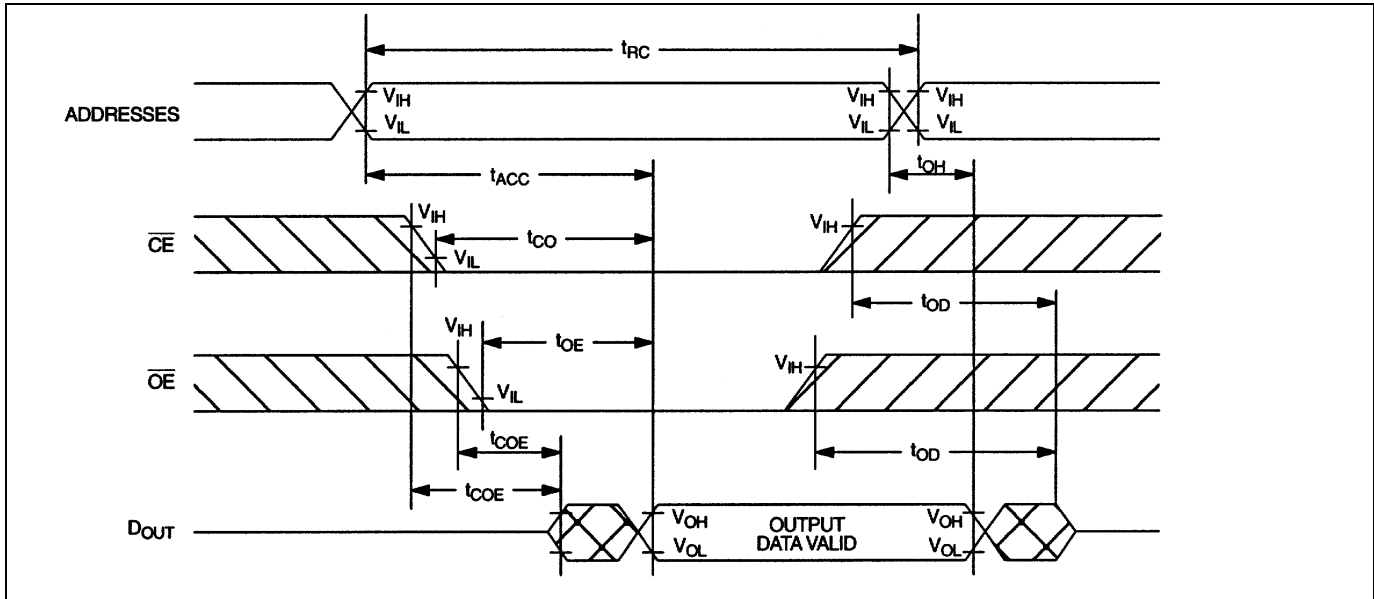 tRC
VIH VIH VIH
ADDRESSES
VIL VIL VIL
tACC tOH
VIH VIH
CE tCO
VIL
tOD
VIH
tOE VIH
OE
VIL
tCOE tOD
tCOE
VOH OUTPUT VOH
DOUT
VOL DATA VALID VOL